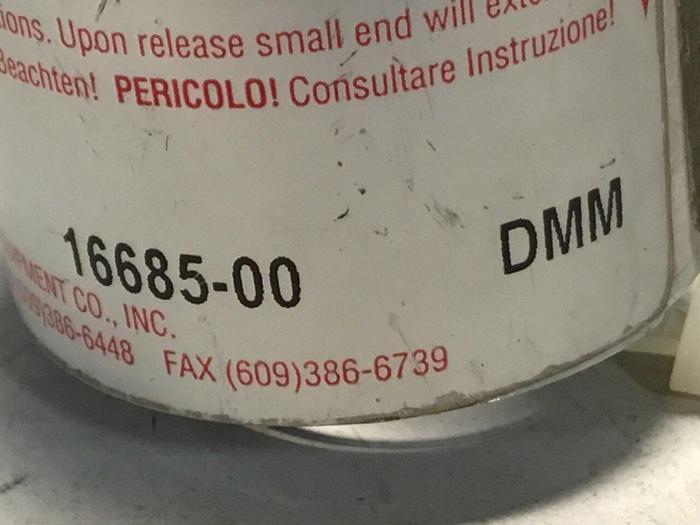 ions. Upon release small end will
Beachten! PERICOLO! Consultare Instruzione!
16685-00 DMM
CO., INC.
386-6448 FAX (609)386-6739